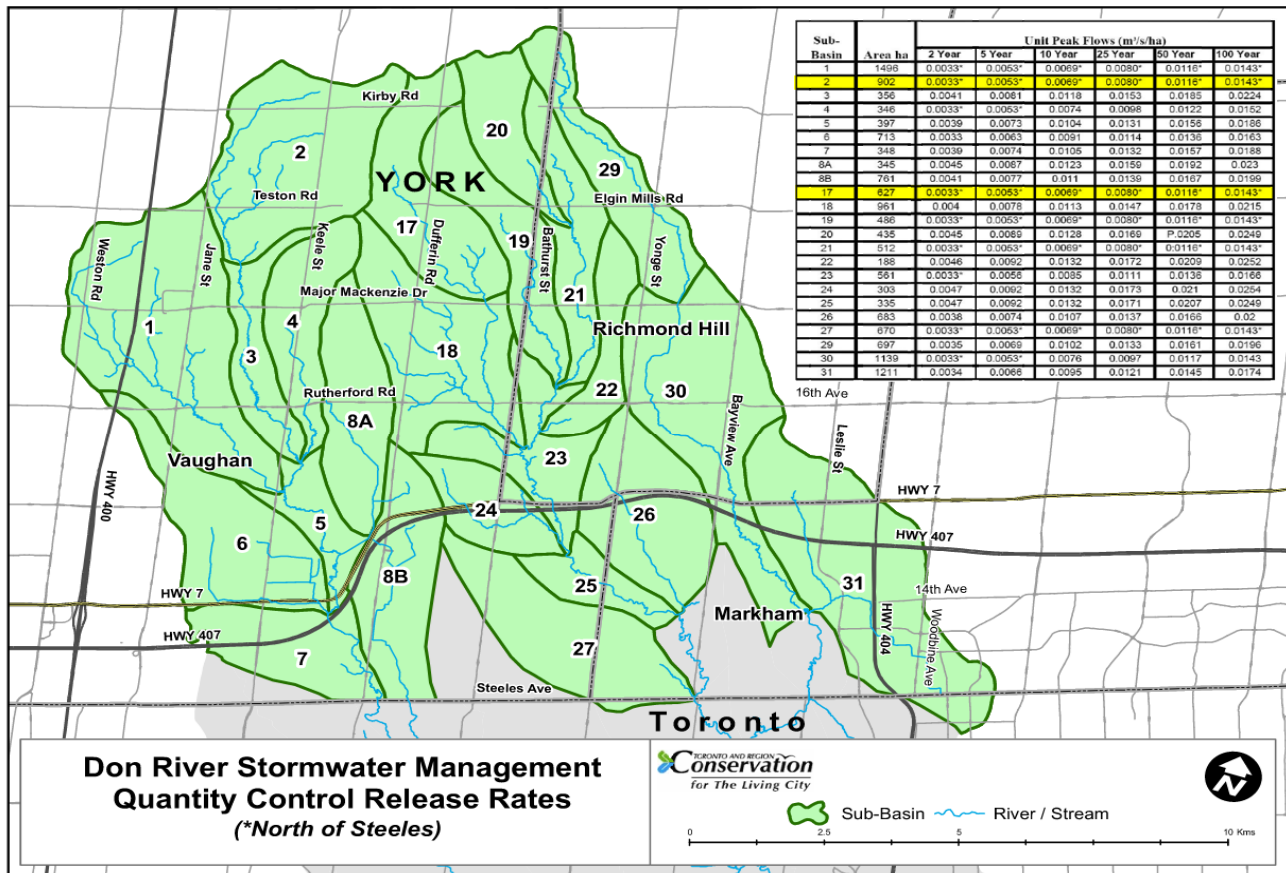 Sub-Basin Area ha Unit Peak Flows (m³/s/ha)
2 Year 5 Year 10 Year 25 Year 50 Year 100 Year
1 1496 0.0033* 0.0053* 0.0069* 0.0080* 0.0116* 0.0143*
2 902 0.0033* 0.0053* 0.0069* 0.0080* 0.0116* 0.0143*
3 356 0.0041 0.0081 0.0118 0.0153 0.0185 0.0224
4 346 0.0033* 0.0053* 0.0074 0.0098 0.0122 0.0152
5 397 0.0039 0.0073 0.0104 0.0131 0.0156 0.0186
6 713 0.0033 0.0063 0.0091 0.0114 0.0136 0.0163
7 348 0.0039 0.0074 0.0105 0.0132 0.0157 0.0188
8A 345 0.0045 0.0087 0.0123 0.0159 0.0192 0.023
8B 761 0.0041 0.0077 0.011 0.0139 0.0167 0.0199
17 627 0.0033* 0.0053* 0.0069* 0.0080* 0.0116* 0.0143*
18 961 0.004 0.0078 0.0113 0.0147 0.0178 0.0215
19 486 0.0033* 0.0053* 0.0069* 0.0080* 0.0116* 0.0143*
20 435 0.0045 0.0089 0.0128 0.0169 P.0205 0.0249
21 512 0.0033* 0.0053* 0.0069* 0.0080* 0:0116* 0.0143*
22 188 0.0046 0.0092 0.0132 0.0172 0.0209 0.0252
23 561 0.0033* 0.0056 0.0085 0.0111 0.0136 0.0166
24 303 0.0047 0.0092 0.0132 0.0173 0.021 0.0254
25 335 0.0047 0.0092 0.0132 0.0171 0.0207 0.0249
26 683 0.0038 0.0074 0.0107 0.0137 0.0166 0.02
27 670 0.0033* 0.0053* 0.0069* 0.0080* 0.0116* 0.0143*
29 697 0.0035 0.0069 0.0102 0.0133 0.0161 0.0196
30 1139 0.0033* 0.0053* 0.0076 0.0097 0.0117 0.0143
31 1211 0.0034 0.0066 0.0095 0.0121 0.0145 0.0174
Kirby Rd
20
2
29
YORK
Teston Rd
Elgin Mills Rd
17
19
Weston Rd
Jane St
Keele St
Dufferin Rd
Bathurst St
Yonge St
Major Mackenzie Dr
21
1
4
Richmond Hill
3
18
Rutherford Rd
22
30
16th Ave
8A
Bayview Ave
Leslie St
Vaughan
23
HWY 400
HWY 7
24
26
5
HWY 407
6
8B
25
31
14th Ave
HWY 7
Markham
HWY 407
27
HWY 404
Woodbine Ave
7
Steeles Ave
Toronto
Don River Stormwater Management
Quantity Control Release Rates
(*North of Steeles)
TORONTO AND REGION
Conservation
for The Living City
N
Sub-Basin
River / Stream
0 2.5 5 10 Kms